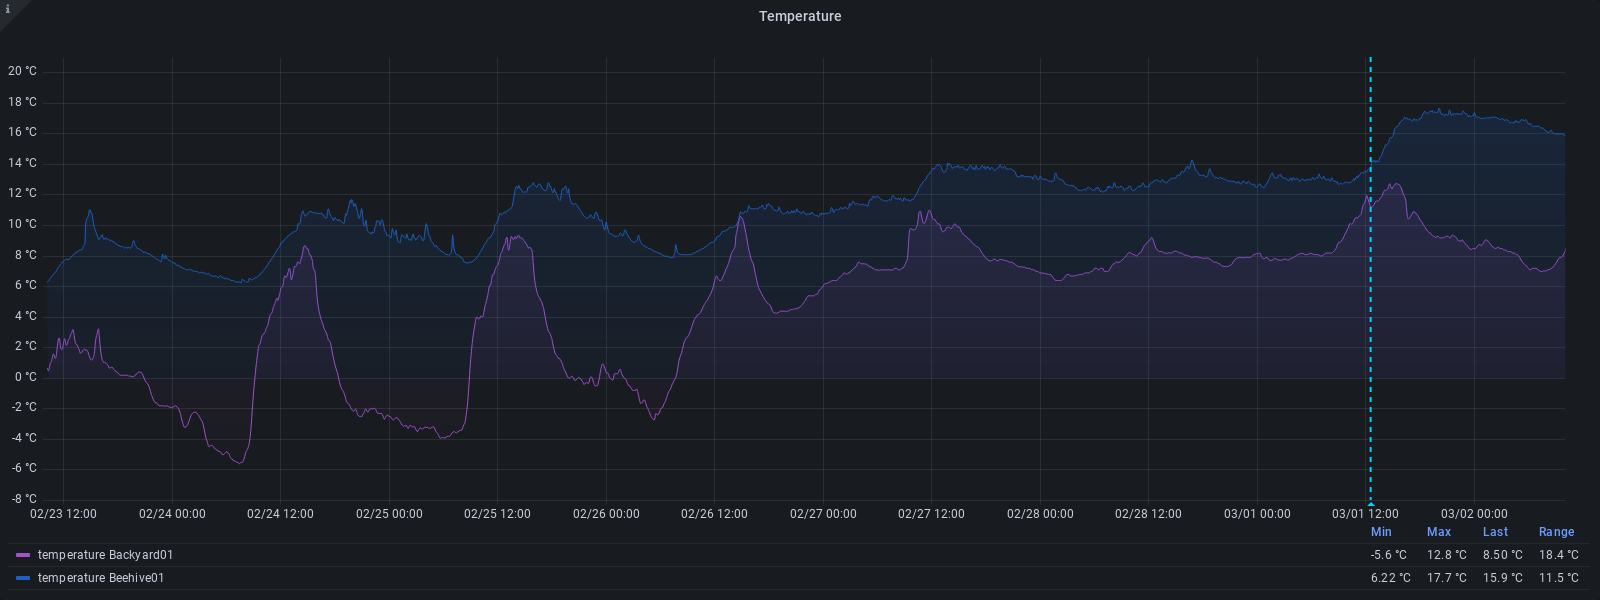 i
Temperature
20 °C
18 °C
16 °C
14 °C
12 °C
10 °C
8 °C
6 °C
4 °C
2 °C
0 °C
-2 °C
-4 °C
-6 °C
-8 °C
02/23 12:00 02/24 00:00 02/24 12:00 02/25 00:00 02/25 12:00 02/26 00:00 02/26 12:00 02/27 00:00 02/27 12:00 02/28 00:00 02/28 12:00 03/01 00:00 03/01 12:00 03/02 00:00
Min Max Last Range
temperature Backyard01 -5.6 °C 12.8 °C 8.50 °C 18.4 °C
temperature Beehive01 6.22 °C 17.7 °C 15.9 °C 11.5 °C